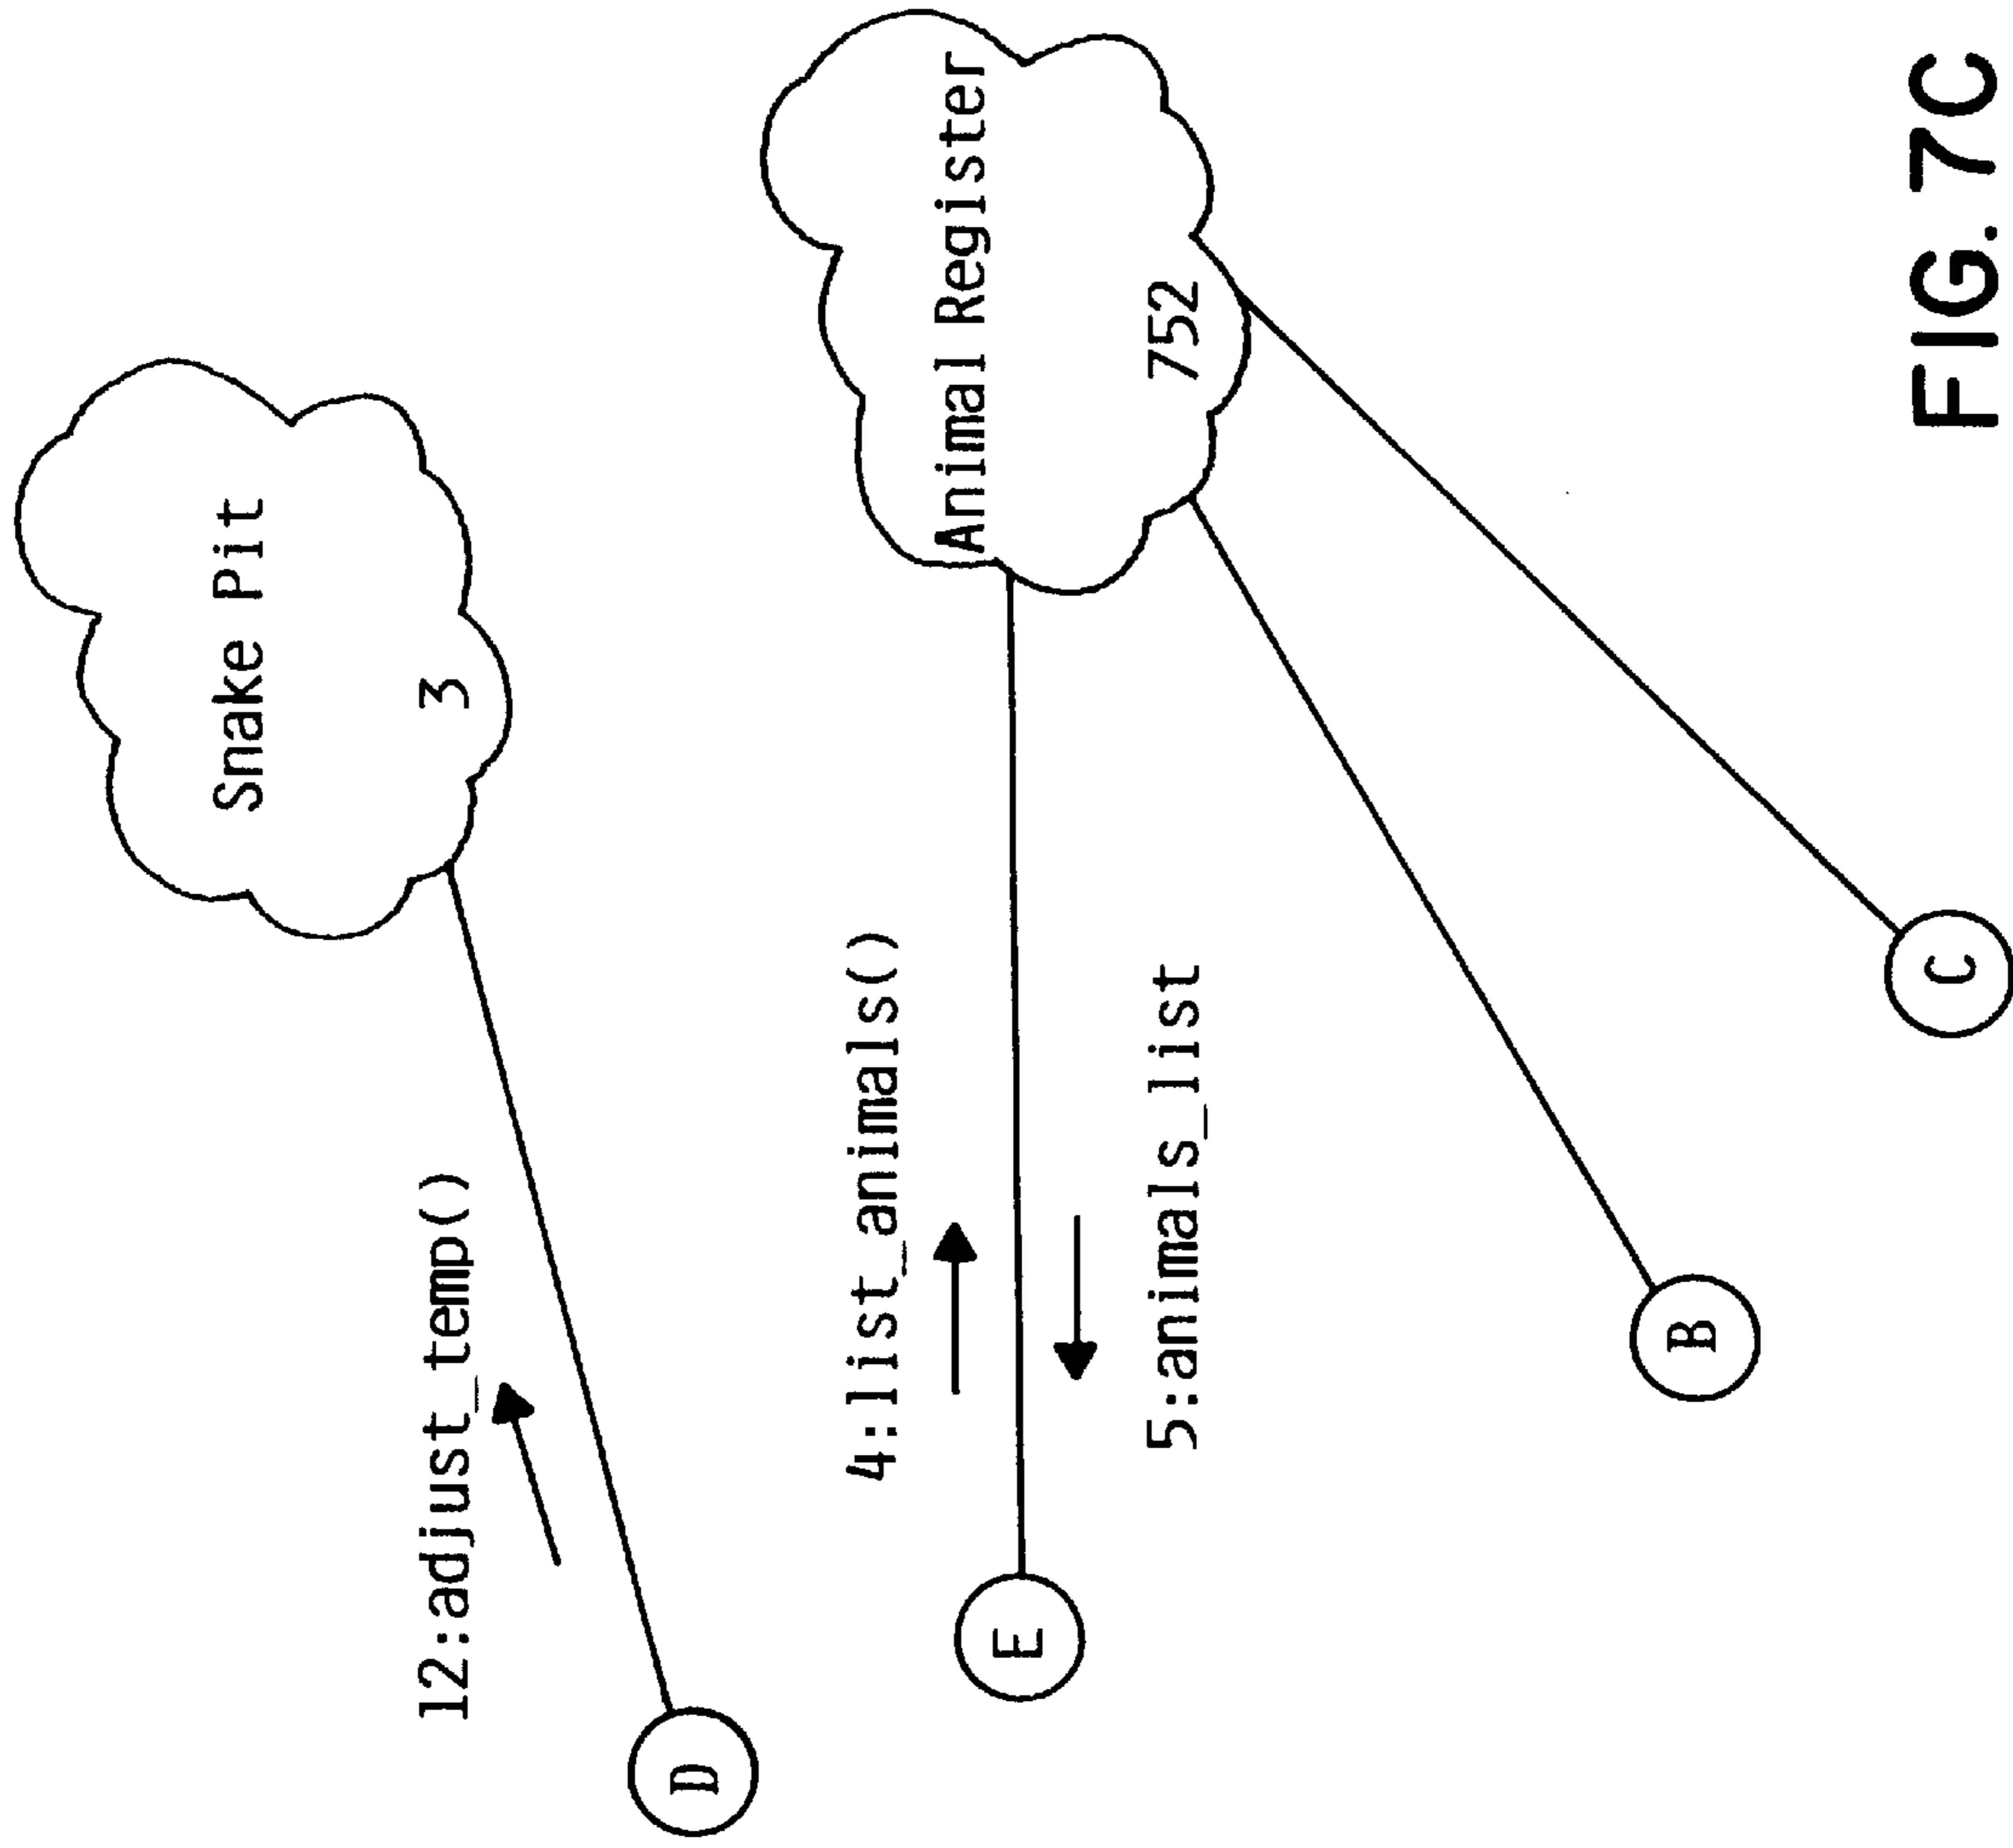 Snake Pit
3
12:adjust_temp()
D
Animal Register
752
4:list_animals()
5:animals_list
E
B
C
FIG. 7C